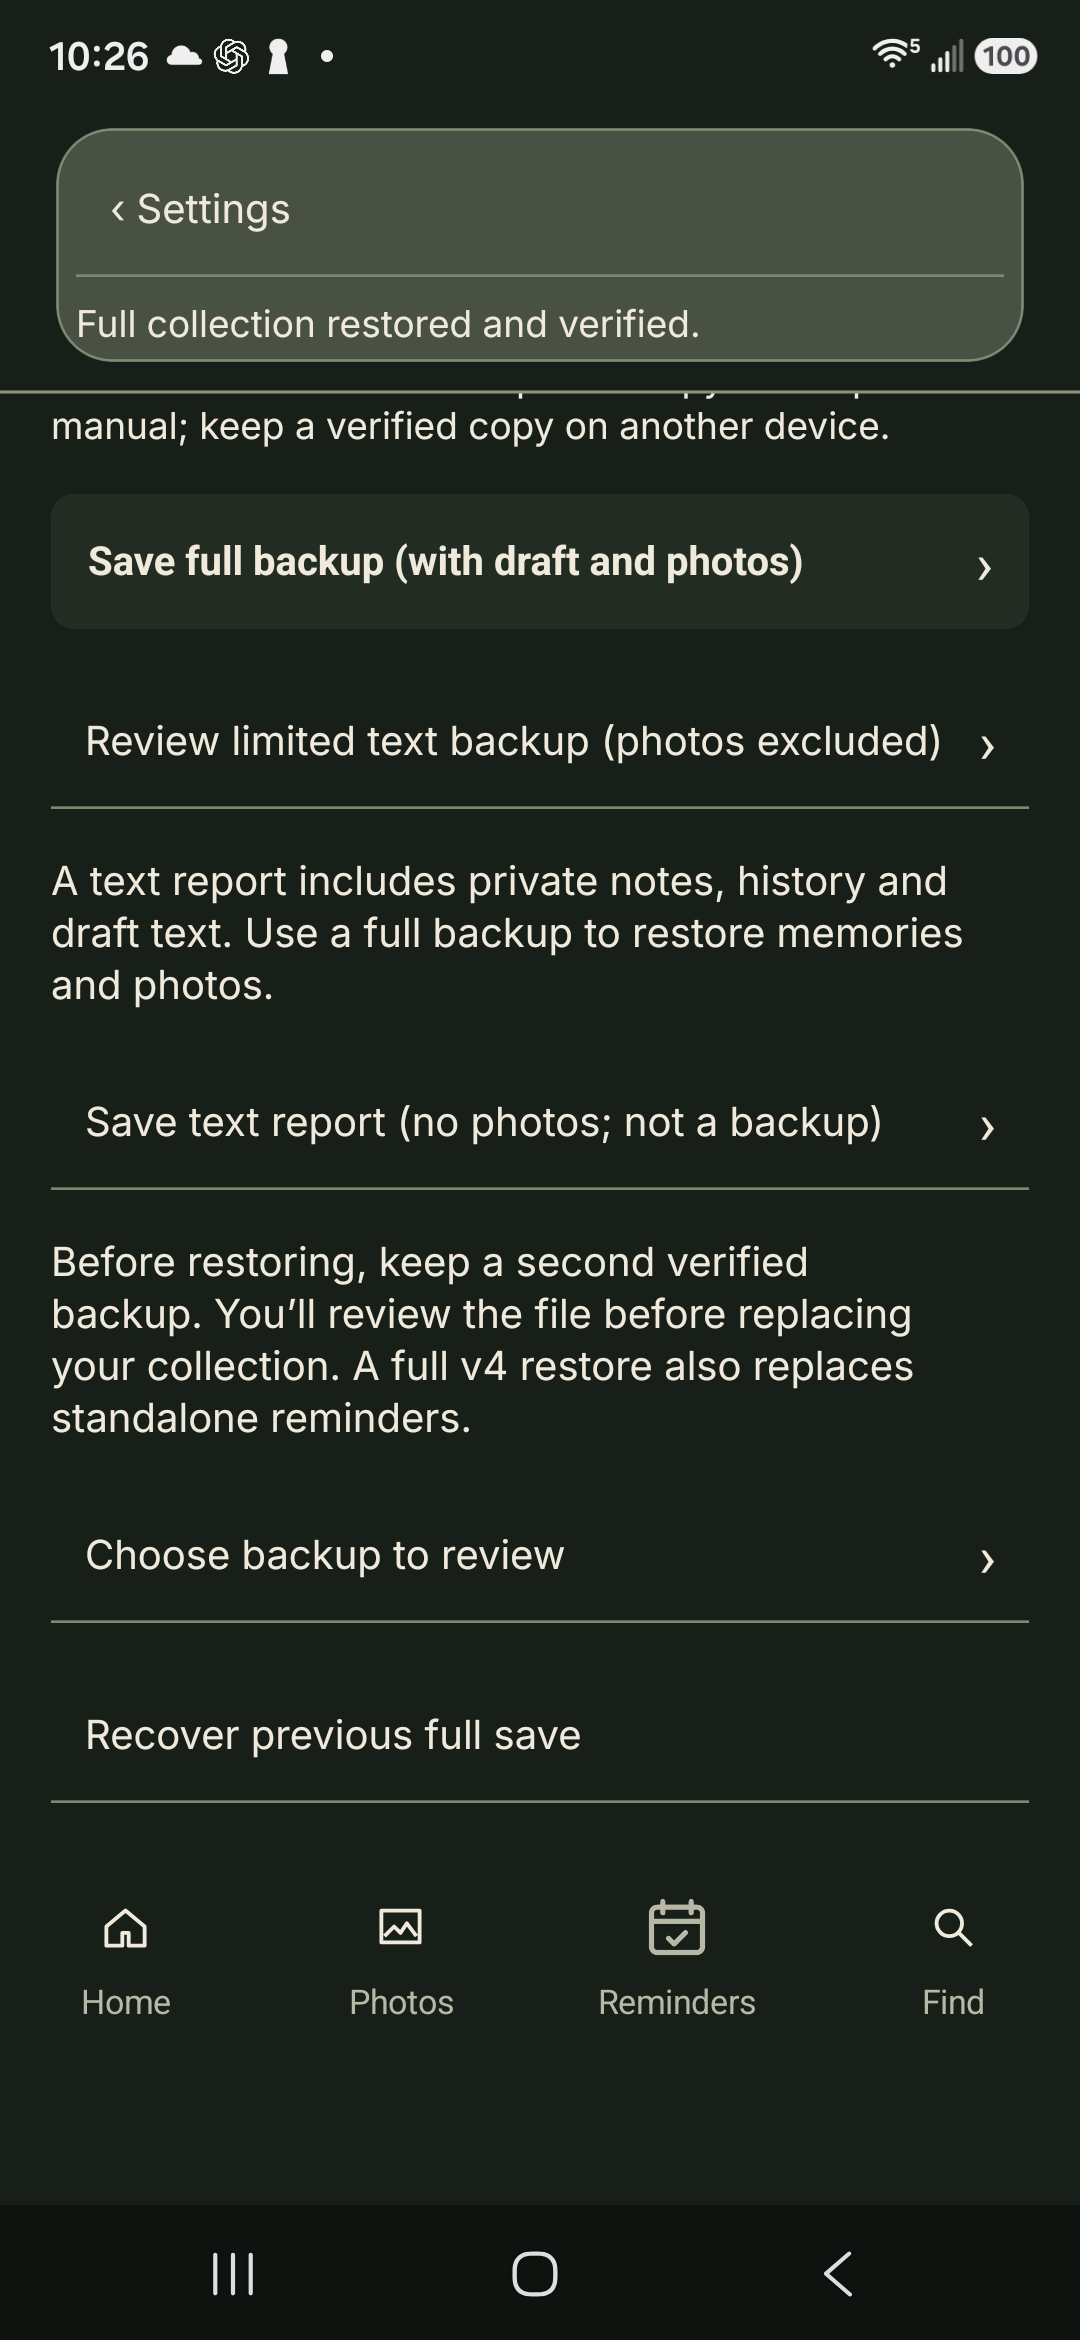 10:26
5
100
‹ Settings
Full collection restored and verified.
manual; keep a verified copy on another device.
Save full backup (with draft and photos) ›
Review limited text backup (photos excluded) ›
A text report includes private notes, history and
draft text. Use a full backup to restore memories
and photos.
Save text report (no photos; not a backup) ›
Before restoring, keep a second verified
backup. You’ll review the file before replacing
your collection. A full v4 restore also replaces
standalone reminders.
Choose backup to review ›
Recover previous full save
Home
Photos
Reminders
Find